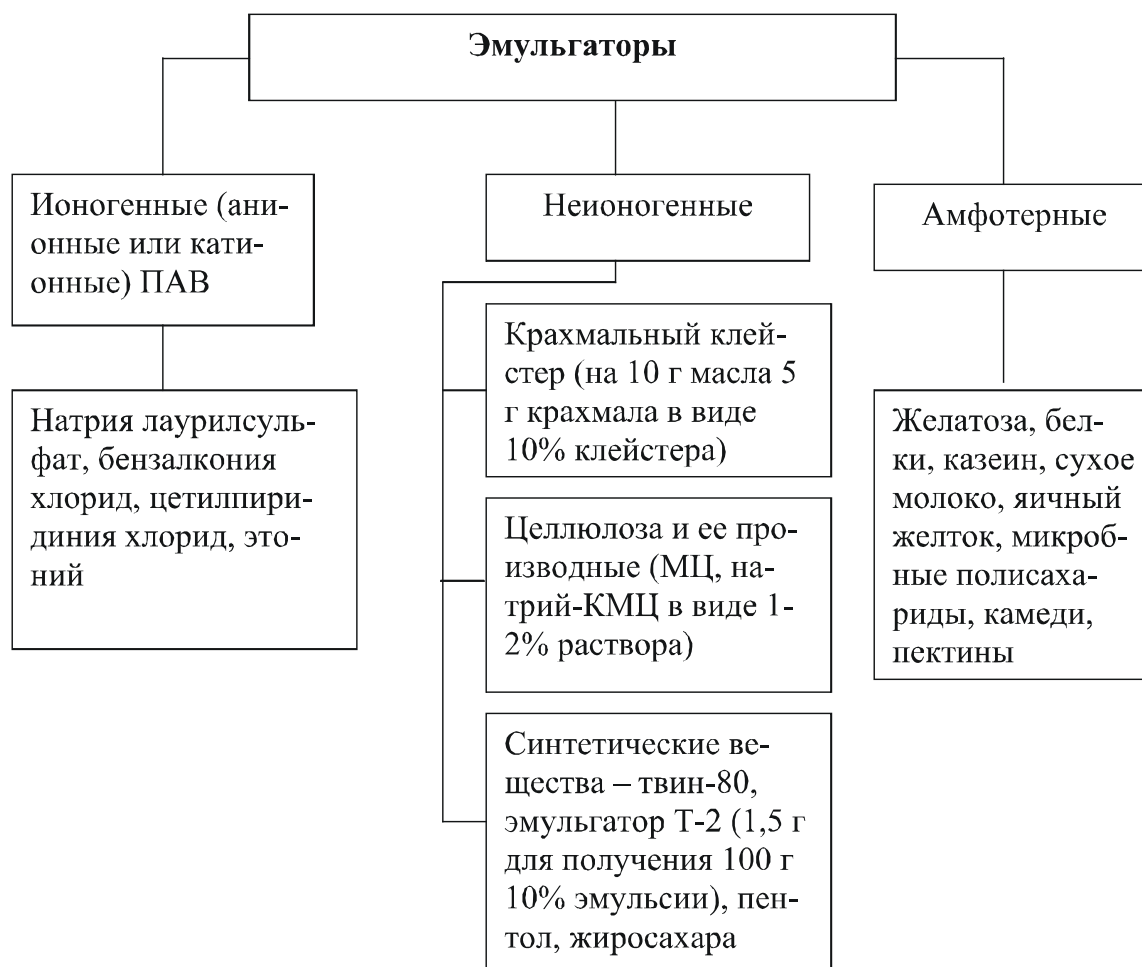 Эмульгаторы
Ионогенные (ани-
онные или кати-
онные) ПАВ
Натрия лаурилсуль-
фат, бензалкония
хлорид, цетилпири-
диния хлорид, это-
ний
Неионогенные
Крахмальный клей-
стер (на 10 г масла 5
г крахмала в виде
10% клейстера)
Целлюлоза и ее про-
изводные (МЦ, на-
трий-КМЦ в виде 1-
2% раствора)
Синтетические ве-
щества – твин-80,
эмульгатор Т-2 (1,5 г
для получения 100 г
10% эмульсии), пен-
тол, жиросахара
Амфотерные
Желатоза, бел-
ки, казеин, сухое
молоко, яичный
желток, микроб-
ные полисаха-
риды, камеди,
пектины